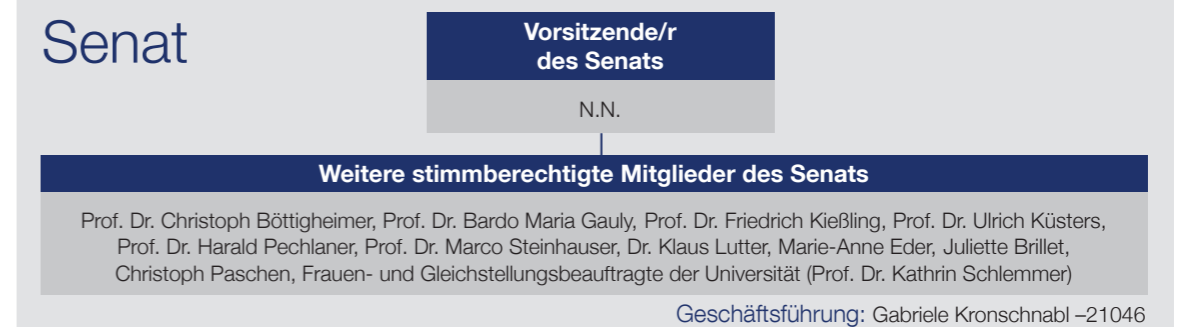 Senat
Vorsitzende/r
des Senats
N.N.
Weitere stimmberechtigte Mitglieder des Senats
Prof. Dr. Christoph Böttigheimer, Prof. Dr. Bardo Maria Gauly, Prof. Dr. Friedrich Kießling, Prof. Dr. Ulrich Küsters,
Prof. Dr. Harald Pechlaner, Prof. Dr. Marco Steinhauser, Dr. Klaus Lutter, Marie-Anne Eder, Juliette Brillet,
Christoph Paschen, Frauen- und Gleichstellungsbeauftragte der Universität (Prof. Dr. Kathrin Schlemmer)
Geschäftsführung: Gabriele Kronschnabl –21046